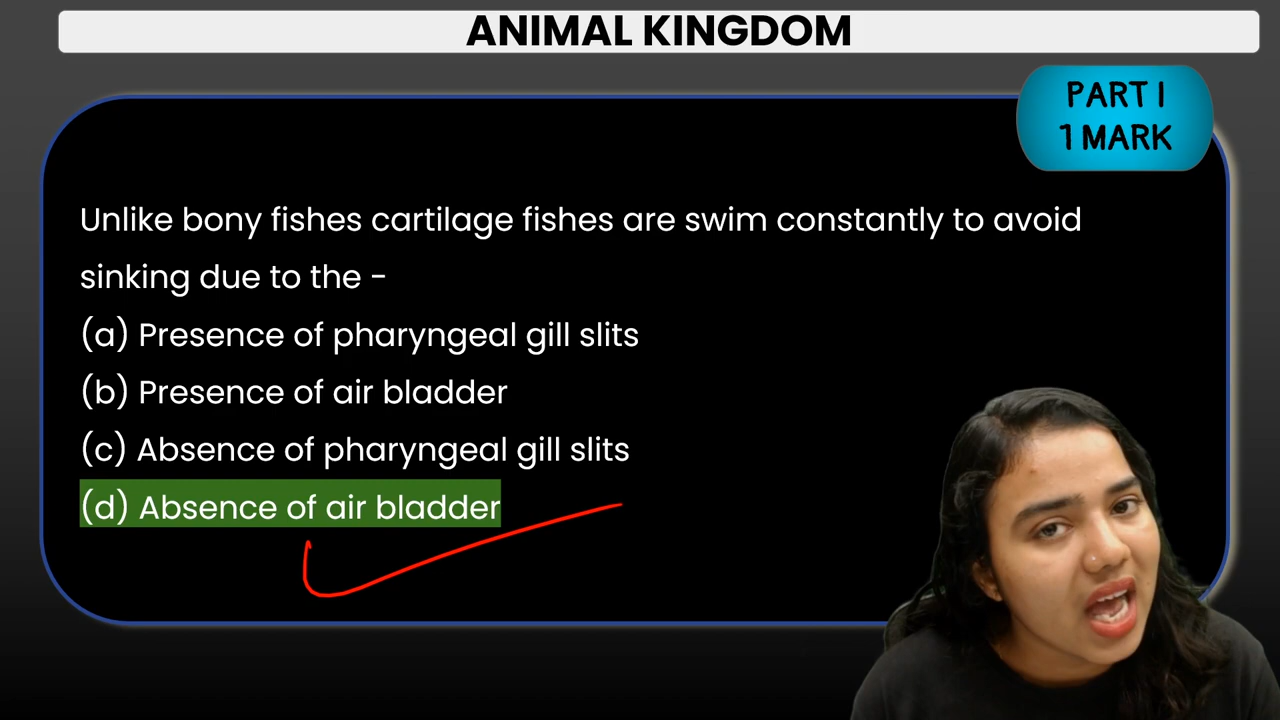 ANIMAL KINGDOM
PART I
1 MARK
Unlike bony fishes cartilage fishes are swim constantly to avoid
sinking due to the -
(a) Presence of pharyngeal gill slits
(b) Presence of air bladder
(c) Absence of pharyngeal gill slits
(d) Absence of air bladder